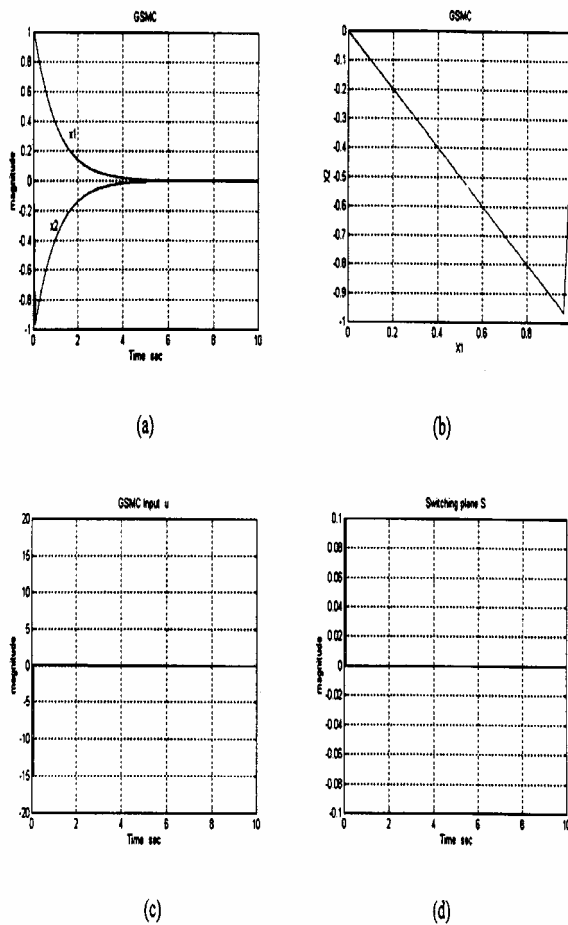 GSMC
1
0.8
0.6
0.4
0.2
0
-0.2
-0.4
-0.6
-0.8
-1
magnitude
x1
x2
0 2 4 6 8 10
Time sec
(a)
GSMC
0
-0.1
-0.2
-0.3
-0.4
-0.5
-0.6
-0.7
-0.8
-0.9
-1
X2
0 0.2 0.4 0.6 0.8
X1
(b)
GSMC input u
20
15
10
5
0
-5
-10
-15
-20
magnitude
0 2 4 6 8 10
Time sec
(c)
Switching plane S
0.1
0.08
0.06
0.04
0.02
0
-0.02
-0.04
-0.06
-0.08
-0.1
magnitude
0 2 4 6 8 10
Time sec
(d)